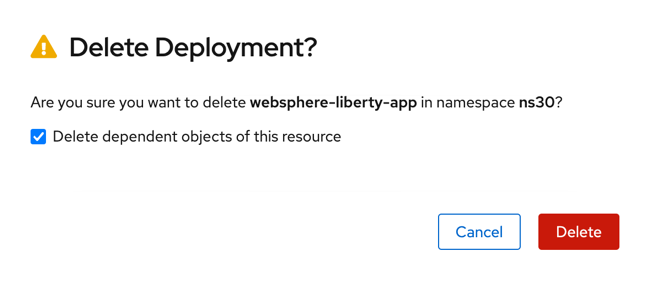 Delete Deployment?
Are you sure you want to delete websphere-liberty-app in namespace ns30?
Delete dependent objects of this resource
Cancel Delete